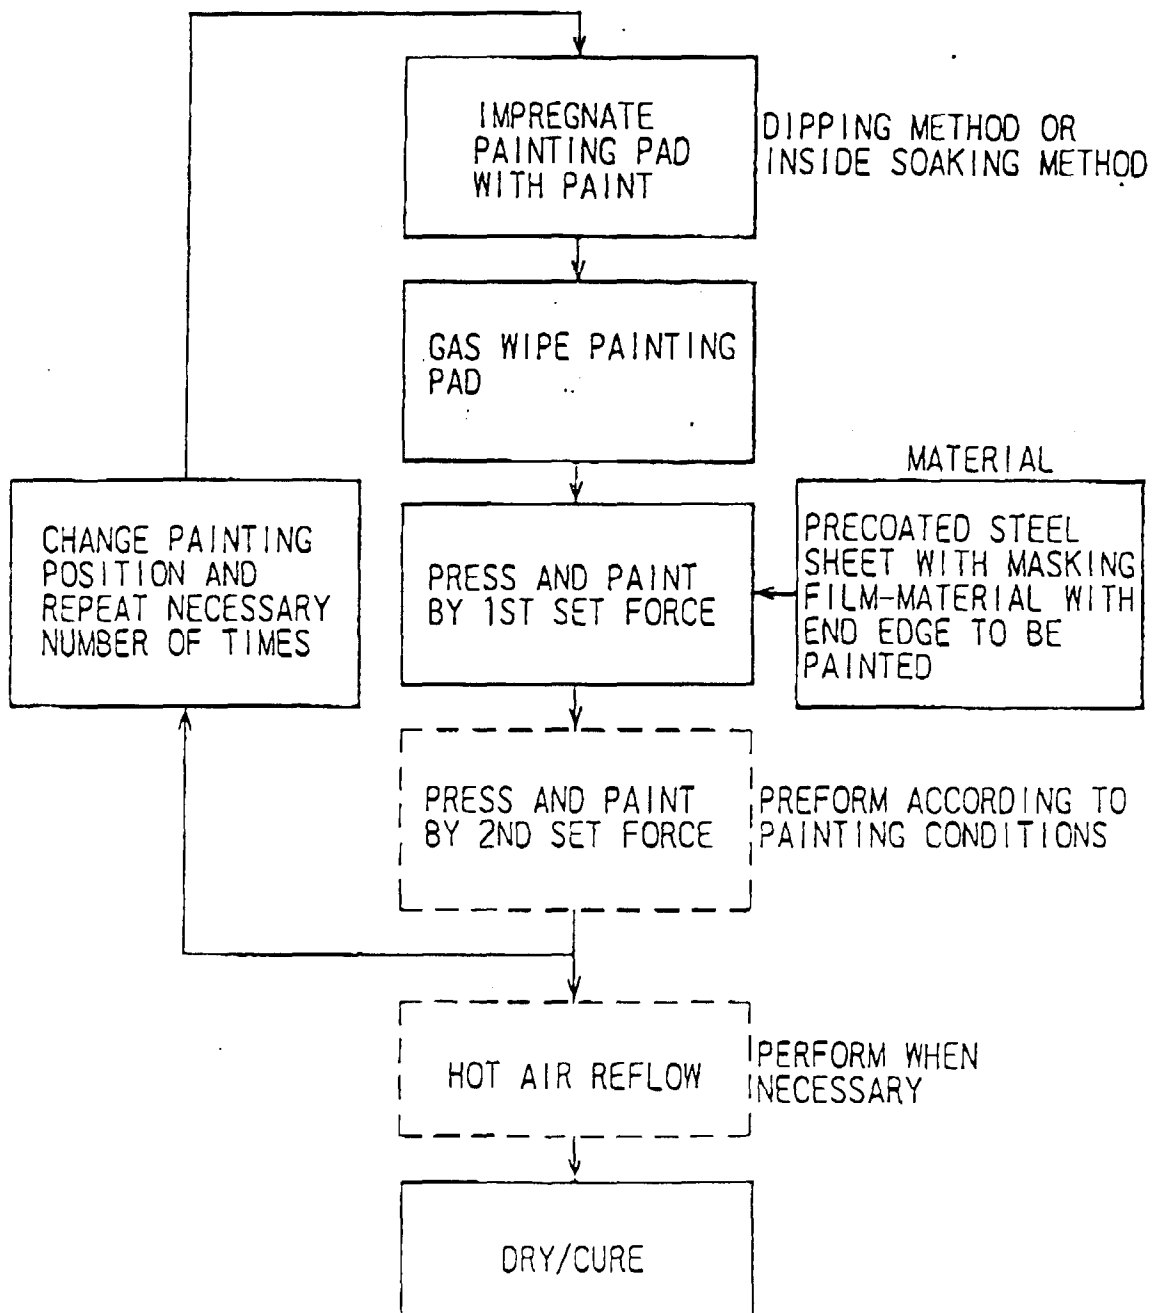 IMPREGNATE
PAINTING PAD
WITH PAINT
DIPPING METHOD OR
INSIDE SOAKING METHOD
GAS WIPE PAINTING
PAD
MATERIAL
CHANGE PAINTING
POSITION AND
REPEAT NECESSARY
NUMBER OF TIMES
PRESS AND PAINT
BY 1ST SET FORCE
PRECOATED STEEL
SHEET WITH MASKING
FILM-MATERIAL WITH
END EDGE TO BE
PAINTED
PRESS AND PAINT
BY 2ND SET FORCE
PREFORM ACCORDING TO
PAINTING CONDITIONS
HOT AIR REFLOW
PERFORM WHEN
NECESSARY
DRY/CURE